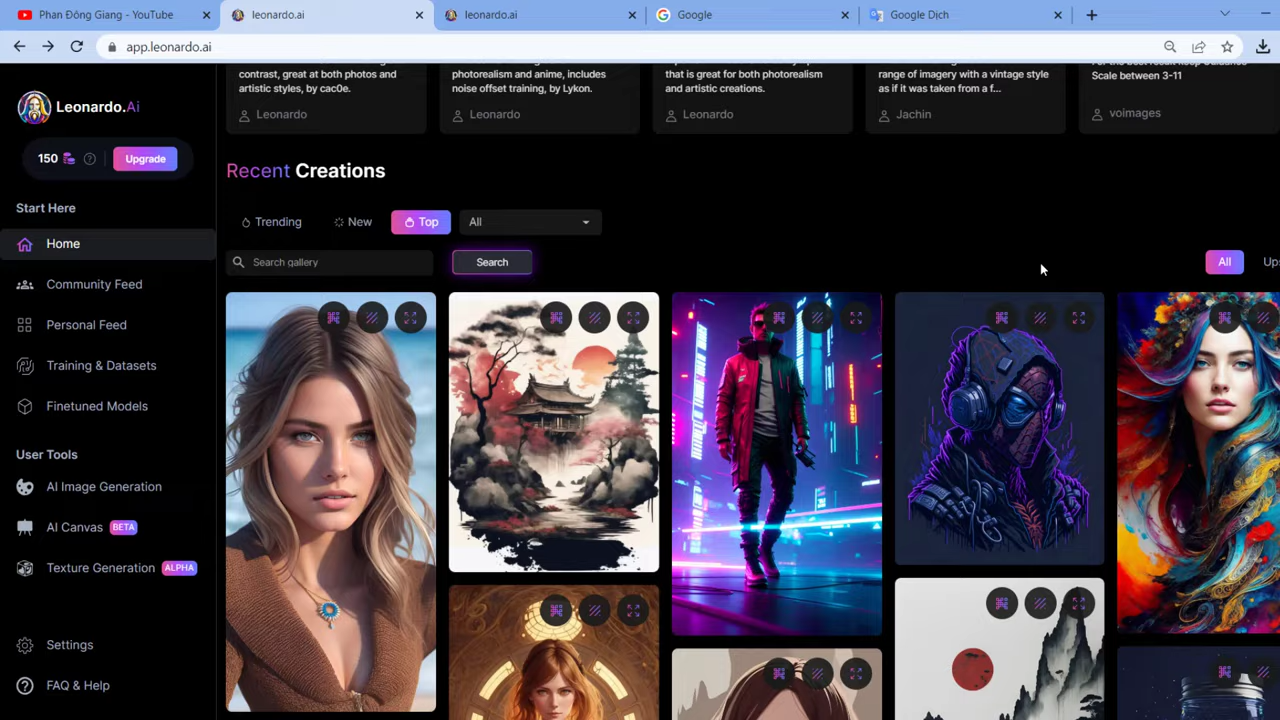 Phan Đông Giang - YouTube
leonardo.ai
leonardo.ai
Google
Google Dịch
app.leonardo.ai
Leonardo.Ai
150
Upgrade
Start Here
Home
Community Feed
Personal Feed
Training & Datasets
Finetuned Models
User Tools
AI Image Generation
AI Canvas BETA
Texture Generation ALPHA
Settings
FAQ & Help
contrast, great at both photos and
artistic styles, by cac0e.
Leonardo
photorealism and anime, includes
noise offset training, by Lykon.
Leonardo
that is great for both photorealism
and artistic creations.
Leonardo
range of imagery with a vintage style
as if it was taken from a f...
Jachin
Scale between 3-11
voimages
Recent Creations
Trending
New
Top
All
Search gallery
Search
All
Ups